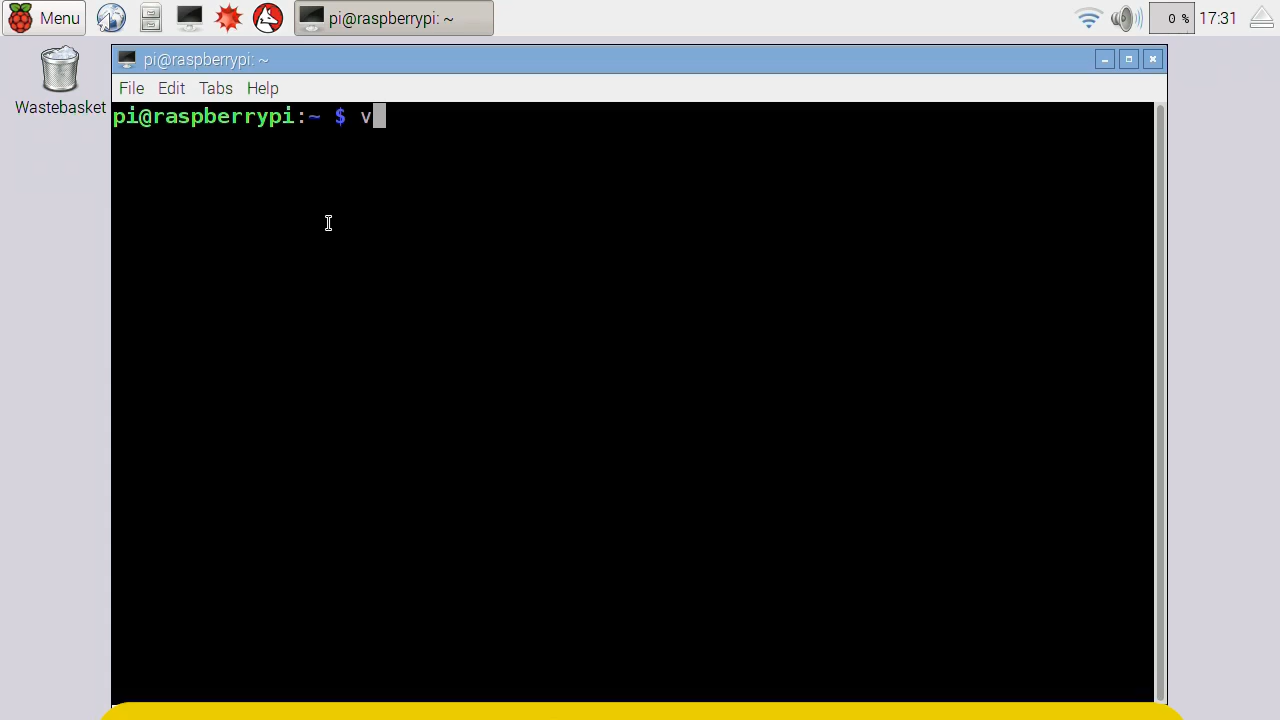 Menu
pi@raspberrypi: ~
0 %
17:31
Wastebasket
pi@raspberrypi: ~
File Edit Tabs Help
pi@raspberrypi:~ $ v